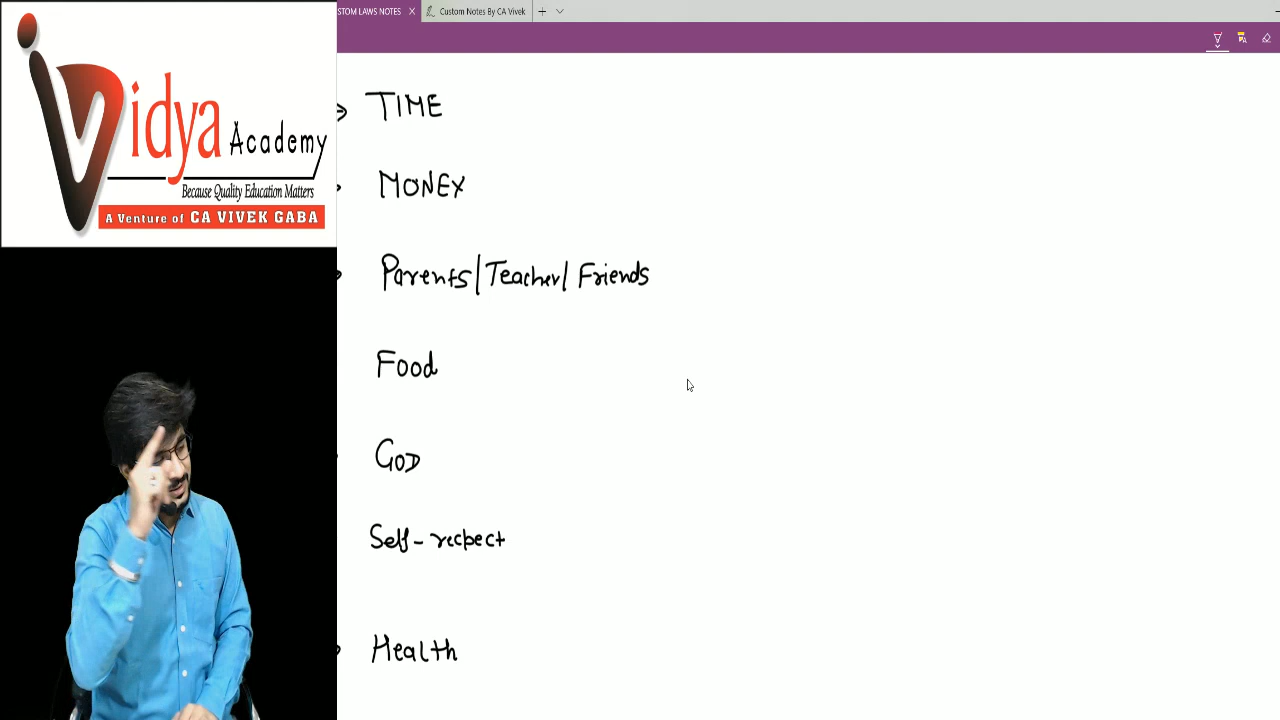 STOM LAWS NOTES
Custom Notes By CA Vivek
Vidya Academy
Because Quality Education Matters
A Venture of CA VIVEK GABA
TIME
MONEY
Parents/Teacher/Friends
Food
GOD
Self-respect
Health